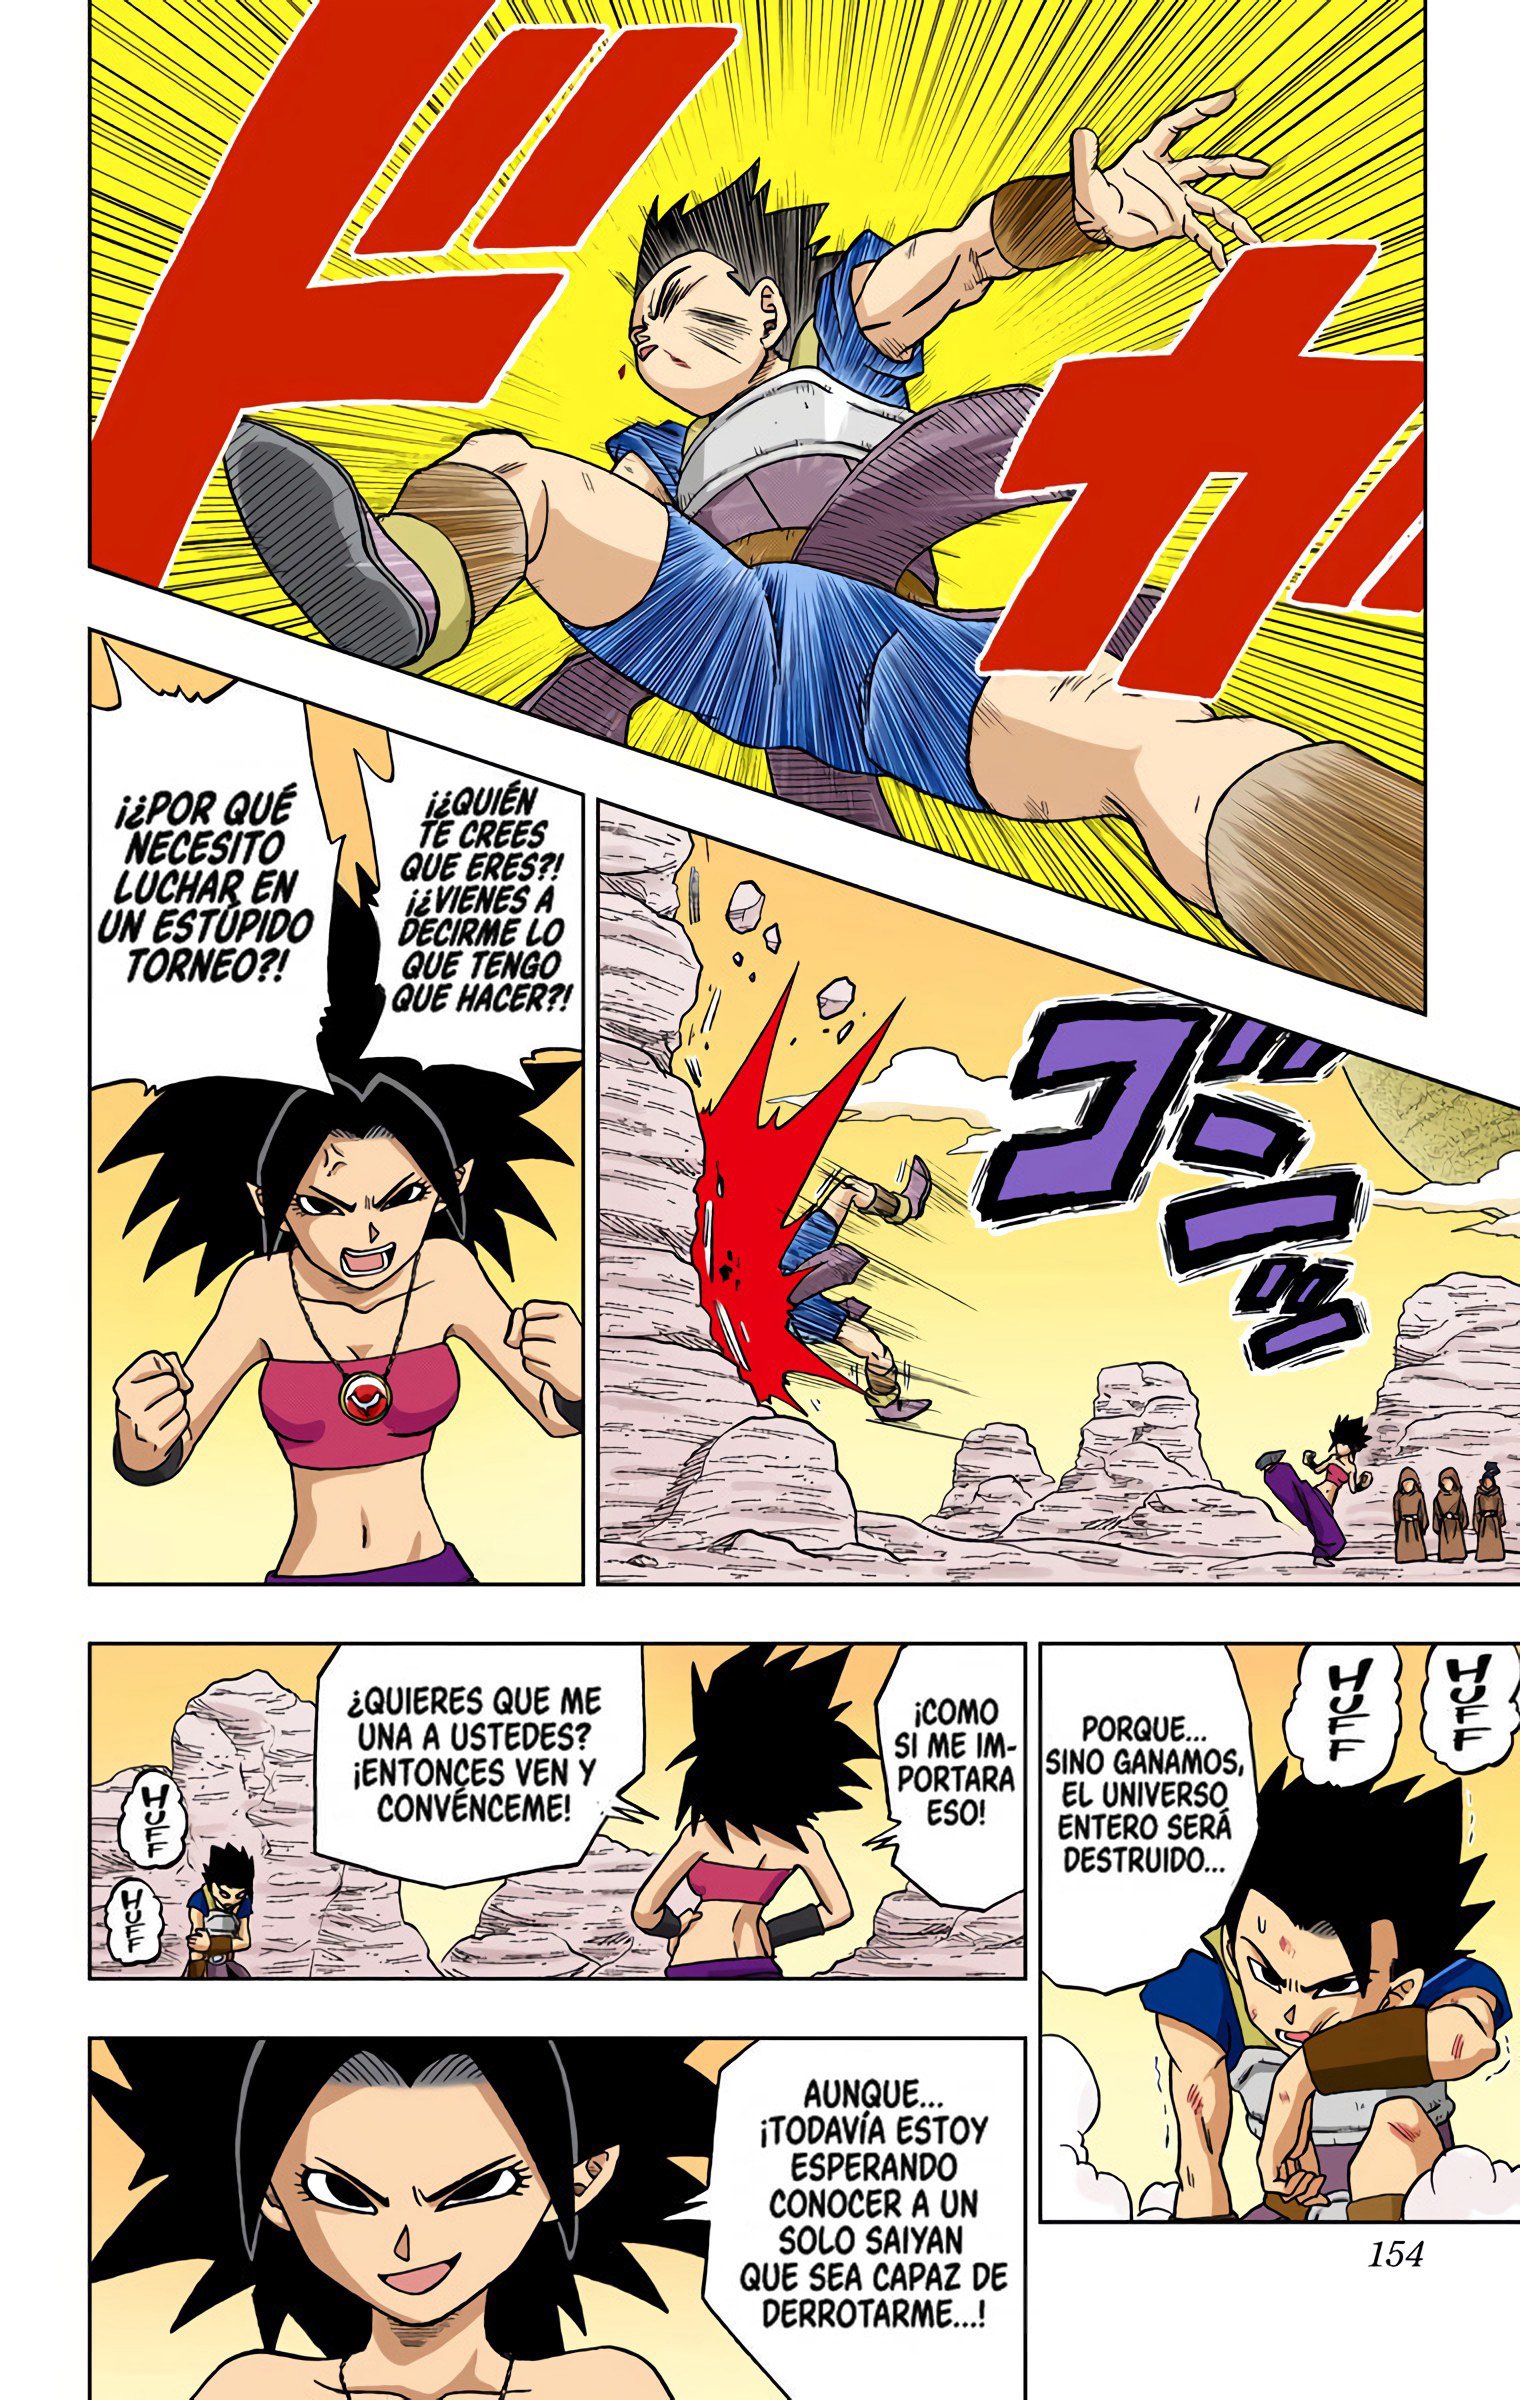 ドカッ
ゴンッ
¡¿QUIÉN
TE CREES
QUE ERES?!
¡¿VIENES A
DECIRME LO
QUE TENGO
QUE HACER?!
¡¿POR QUÉ
NECESITO
LUCHAR EN
UN ESTÚPIDO
TORNEO?!
HUFF
HUFF
PORQUE...
SINO GANAMOS,
EL UNIVERSO
ENTERO SERÁ
DESTRUIDO...
¡COMO
SI ME IM-
PORTARA
ESO!
¿QUIERES QUE ME
UNA A USTEDES?
¡ENTONCES VEN Y
CONVÉNCEME!
HUFF
HUFF
AUNQUE...
¡TODAVÍA ESTOY
ESPERANDO
CONOCER A UN
SOLO SAIYAN
QUE SEA CAPAZ DE
DERROTARME...!
154